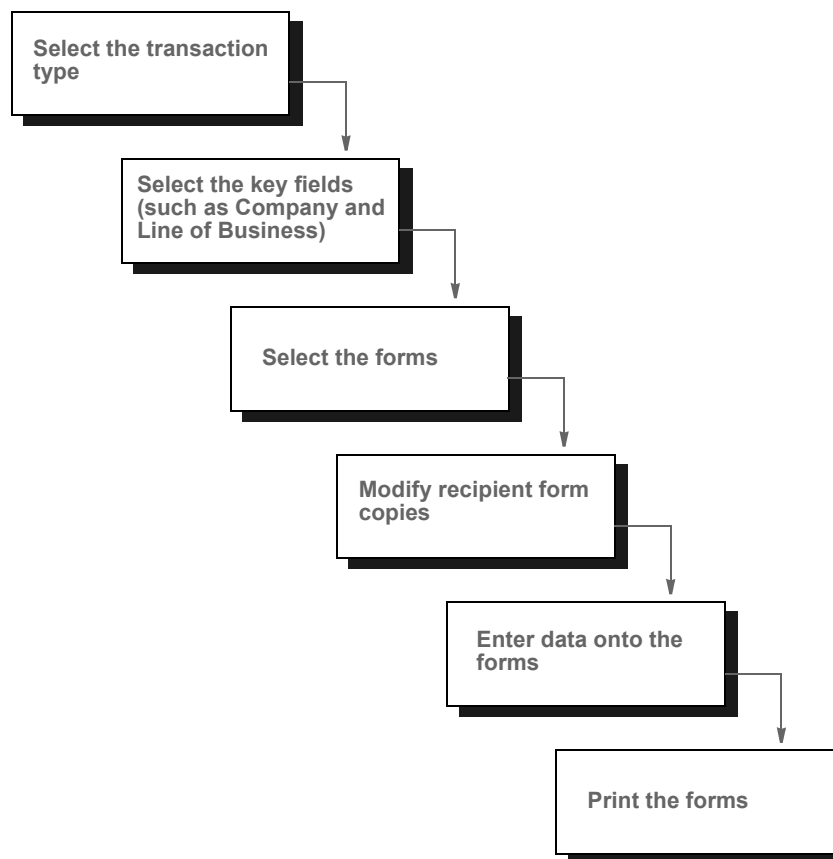 Select the transaction
type
Select the key fields
(such as Company and
Line of Business)
Select the forms
Modify recipient form
copies
Enter data onto the
forms
Print the forms